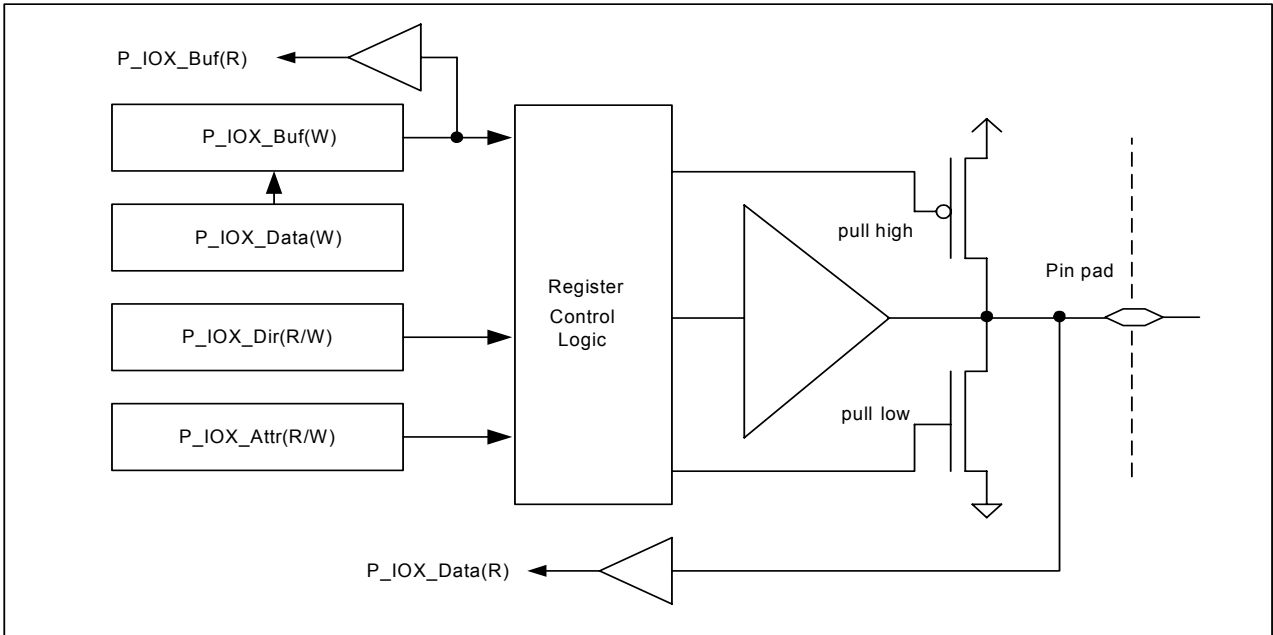 P_IOX_Buf(R)
P_IOX_Buf(W)
P_IOX_Data(W)
P_IOX_Dir(R/W)
P_IOX_Attr(R/W)
Register
Control
Logic
pull high
pull low
Pin pad
P_IOX_Data(R)